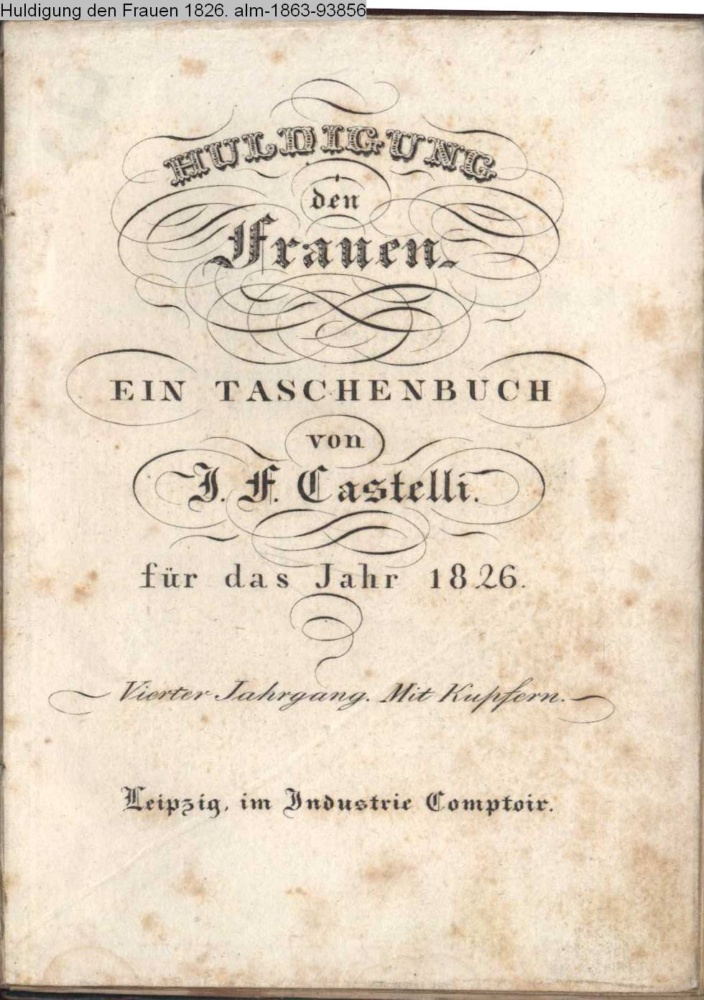 Huldigung den Frauen 1826. alm-1863-93856
HULDIGUNG
den
Frauen.
EIN TASCHENBUCH
von
J. F. Castelli.
für das Jahr 1826.
Vierter Jahrgang. Mit Kupfern.
Leipzig, im Industrie Comptoir.